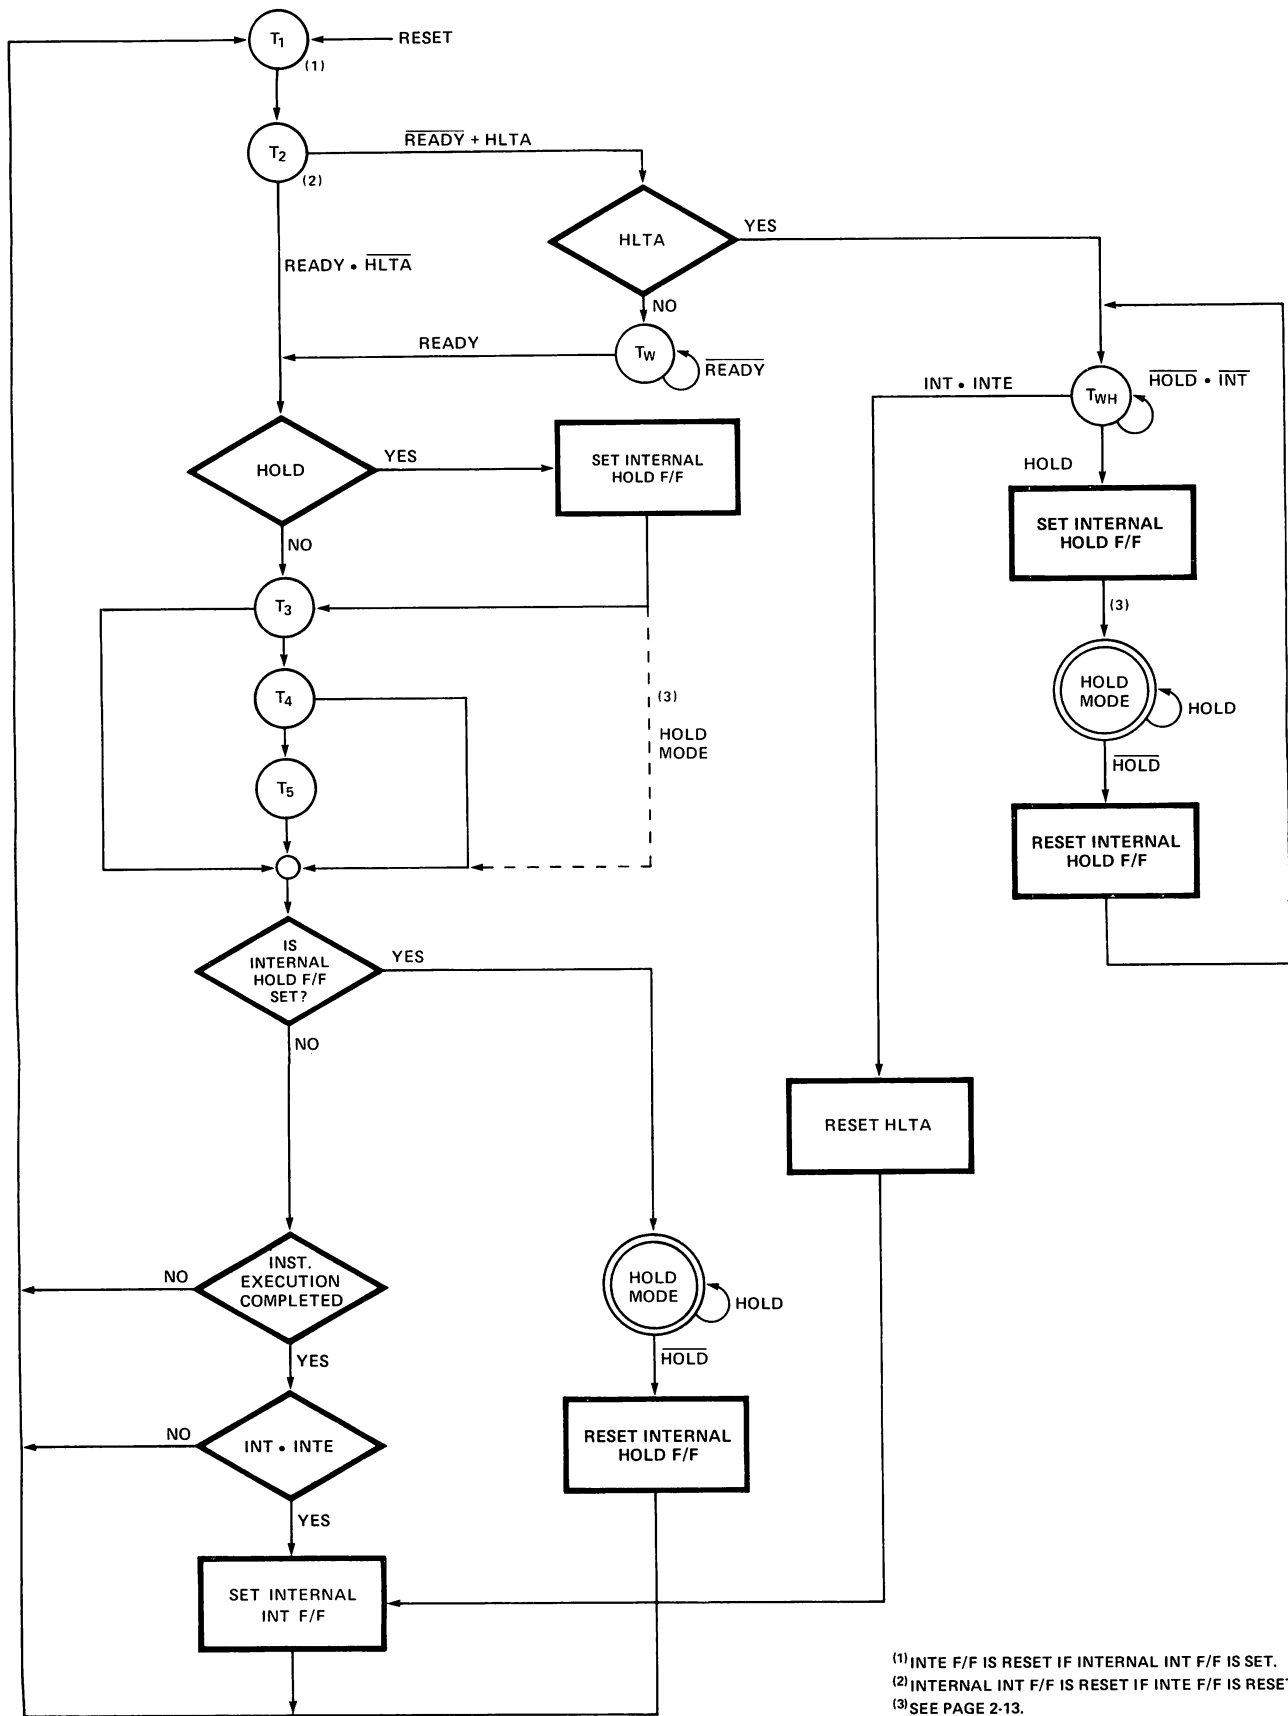 T1
RESET
(1)
T2
(2)
READY + HLTA
HLTA
YES
NO
READY • HLTA
READY
TW
READY
INT • INTE
TWH
HOLD • INT
HOLD
YES
SET INTERNAL
HOLD F/F
HOLD
SET INTERNAL
HOLD F/F
NO
T3
(3)
T4
(3)
HOLD
MODE
HOLD
MODE
HOLD
T5
HOLD
RESET INTERNAL
HOLD F/F
IS
INTERNAL
HOLD F/F
SET?
YES
NO
RESET HLTA
INST.
EXECUTION
COMPLETED
NO
YES
HOLD
MODE
HOLD
HOLD
INT • INTE
NO
YES
RESET INTERNAL
HOLD F/F
SET INTERNAL
INT F/F
(1) INTE F/F IS RESET IF INTERNAL INT F/F IS SET.
(2) INTERNAL INT F/F IS RESET IF INTE F/F IS RESET
(3) SEE PAGE 2-13.